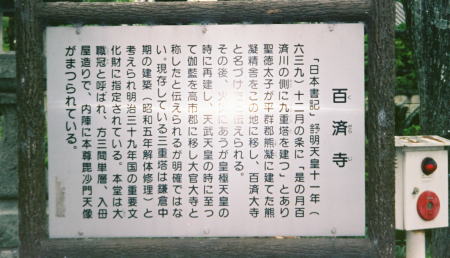 百済寺
「日本書記」舒明天皇十一年(
六三九)十二月の条に「是の月百
済川の側に九重塔を建つ」とあり
聖徳太子が平群郡熊凝に建てた熊
凝精舎をこの地に移し、百済大寺
と名づけ伝えられる。
その後、火災にあうが皇極天皇の
時に再建し、天武天皇の時に至っ
て伽藍を高市郡に移し大官大寺と
称したと伝えられるが明確ではな
い。現存している三重塔は鎌倉中
期の建築(昭和五年解体修理)と
考えられ明治三十九年国の重要文
化財に指定されている。本堂は大
職冠と呼ばれ、方三間単層、入母
屋造りで、内陣に本尊毘沙門天像
がまつられている。